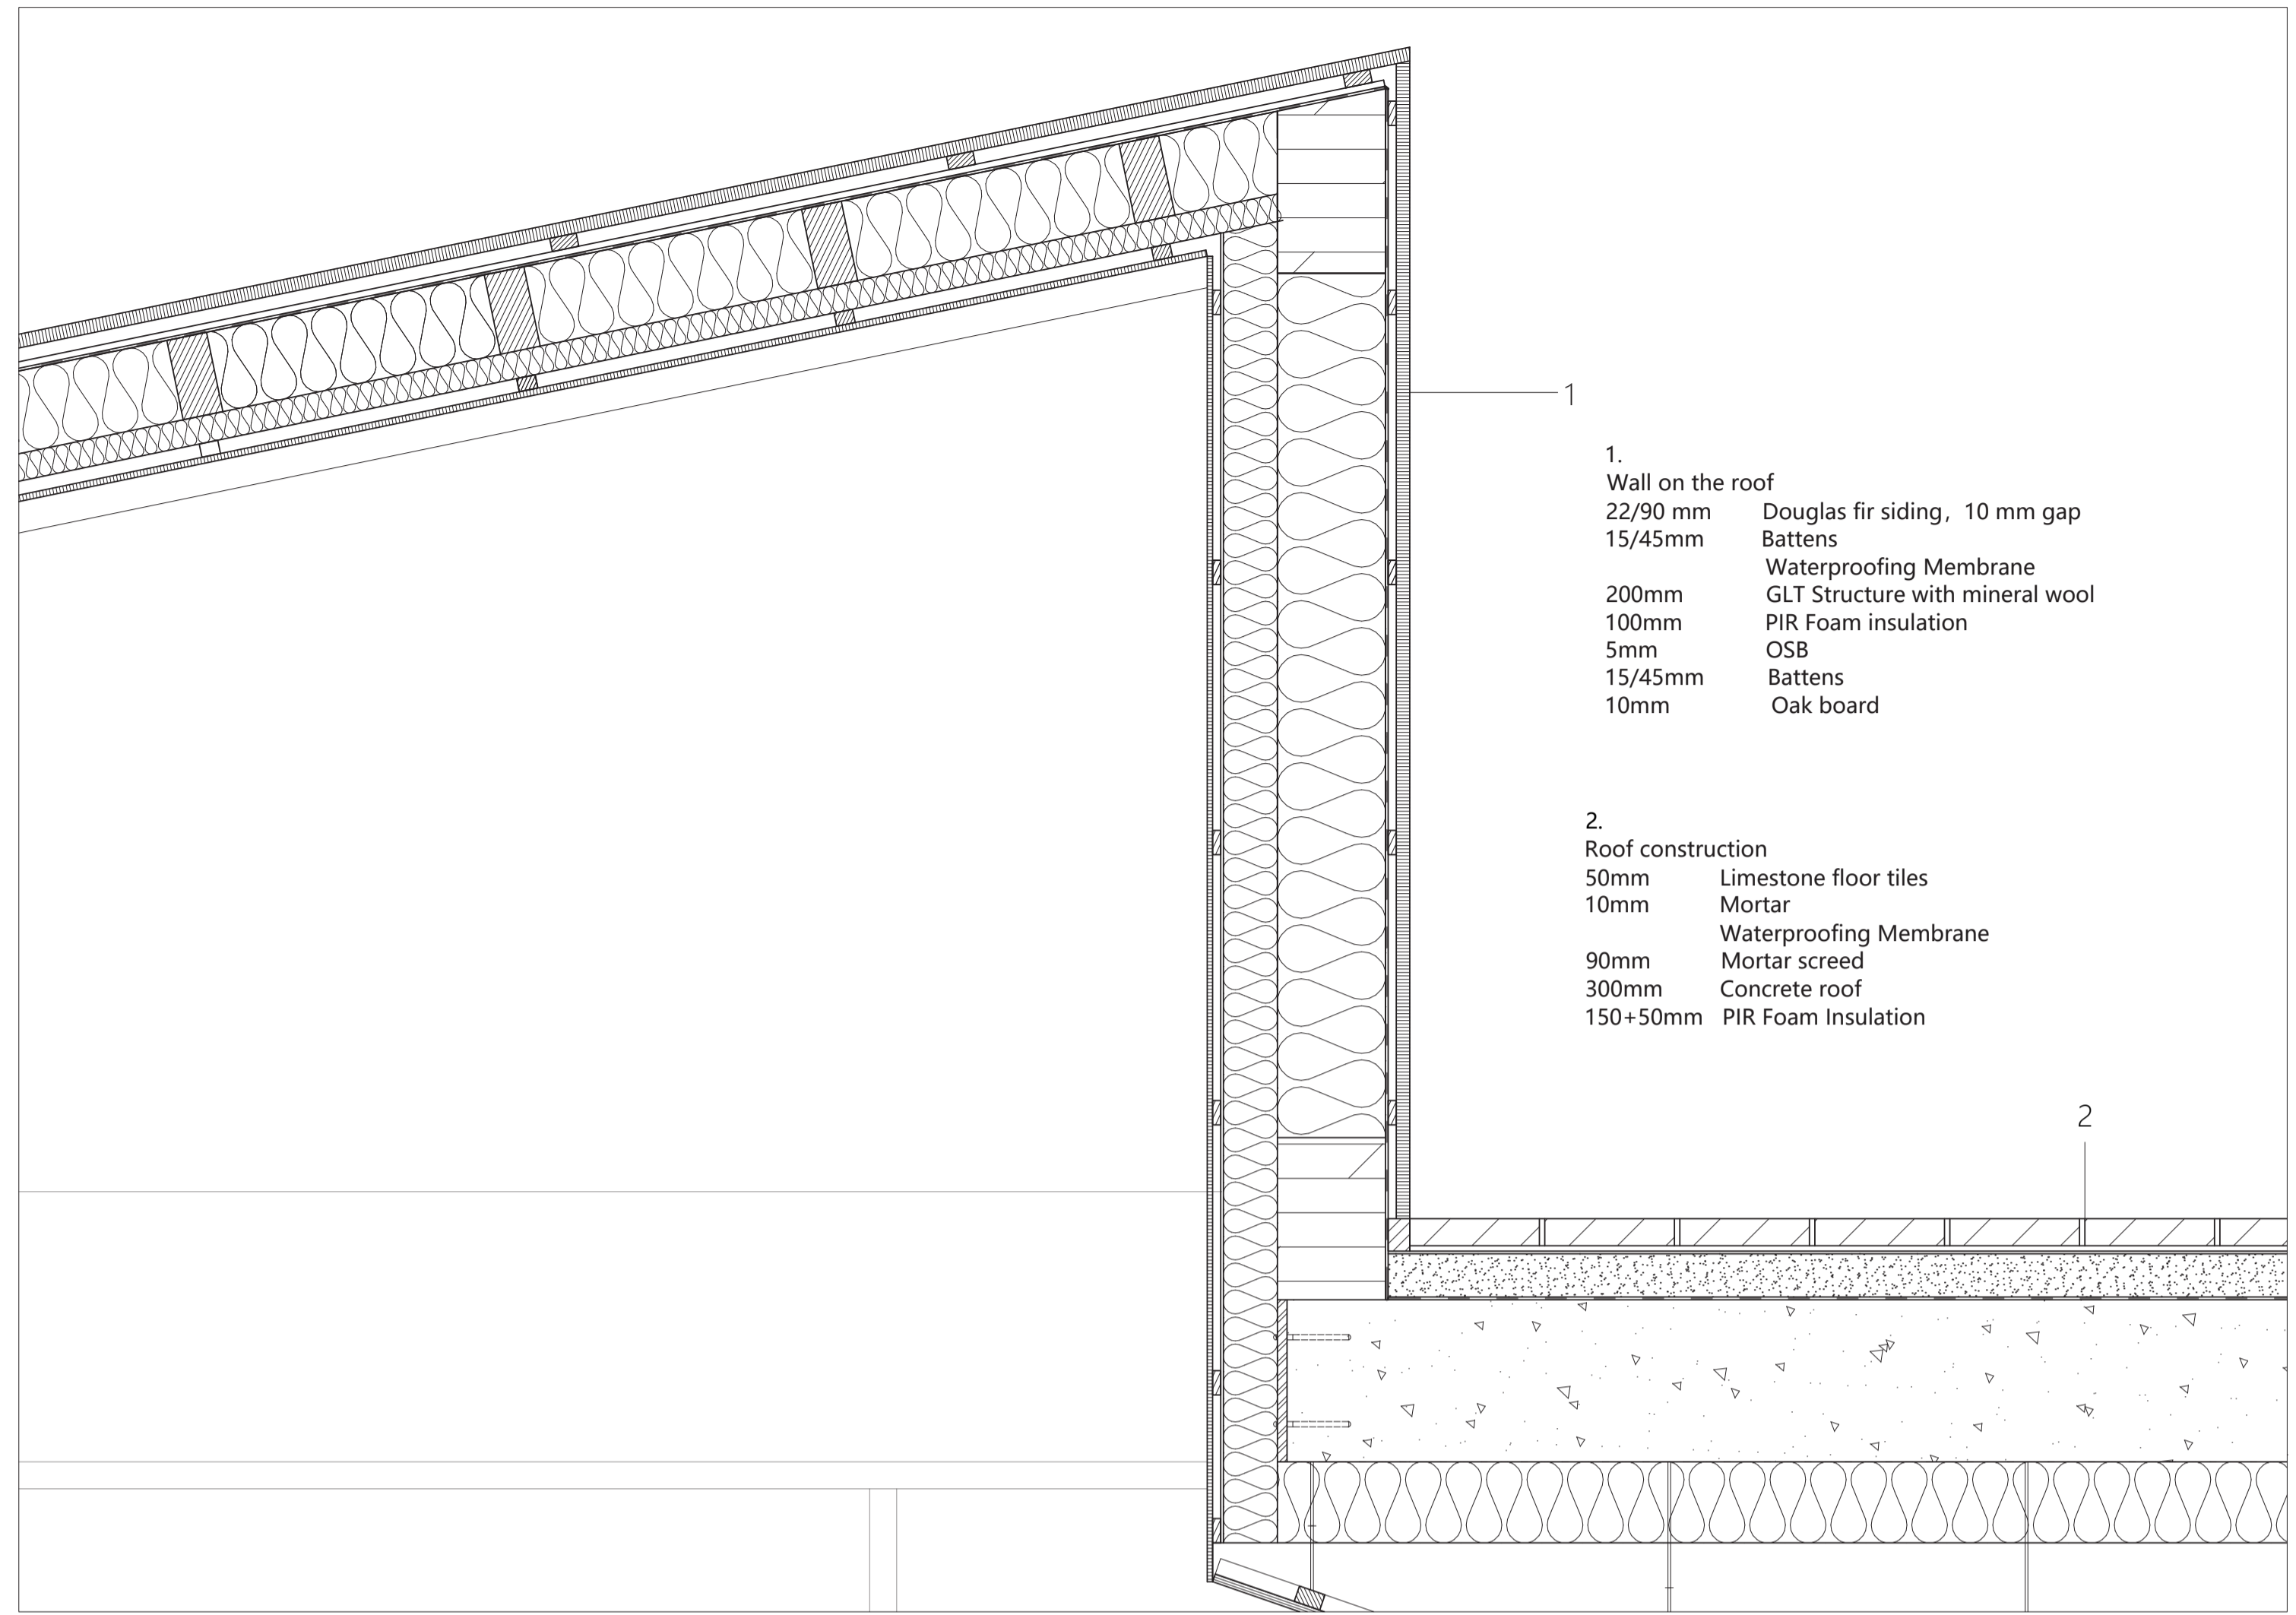 1
1.
Wall on the roof
22/90 mm Douglas fir siding，10 mm gap
15/45mm Battens
Waterproofing Membrane
200mm GLT Structure with mineral wool
100mm PIR Foam insulation
5mm OSB
15/45mm Battens
10mm Oak board
2.
Roof construction
50mm Limestone floor tiles
10mm Mortar
Waterproofing Membrane
90mm Mortar screed
300mm Concrete roof
150+50mm PIR Foam Insulation
2